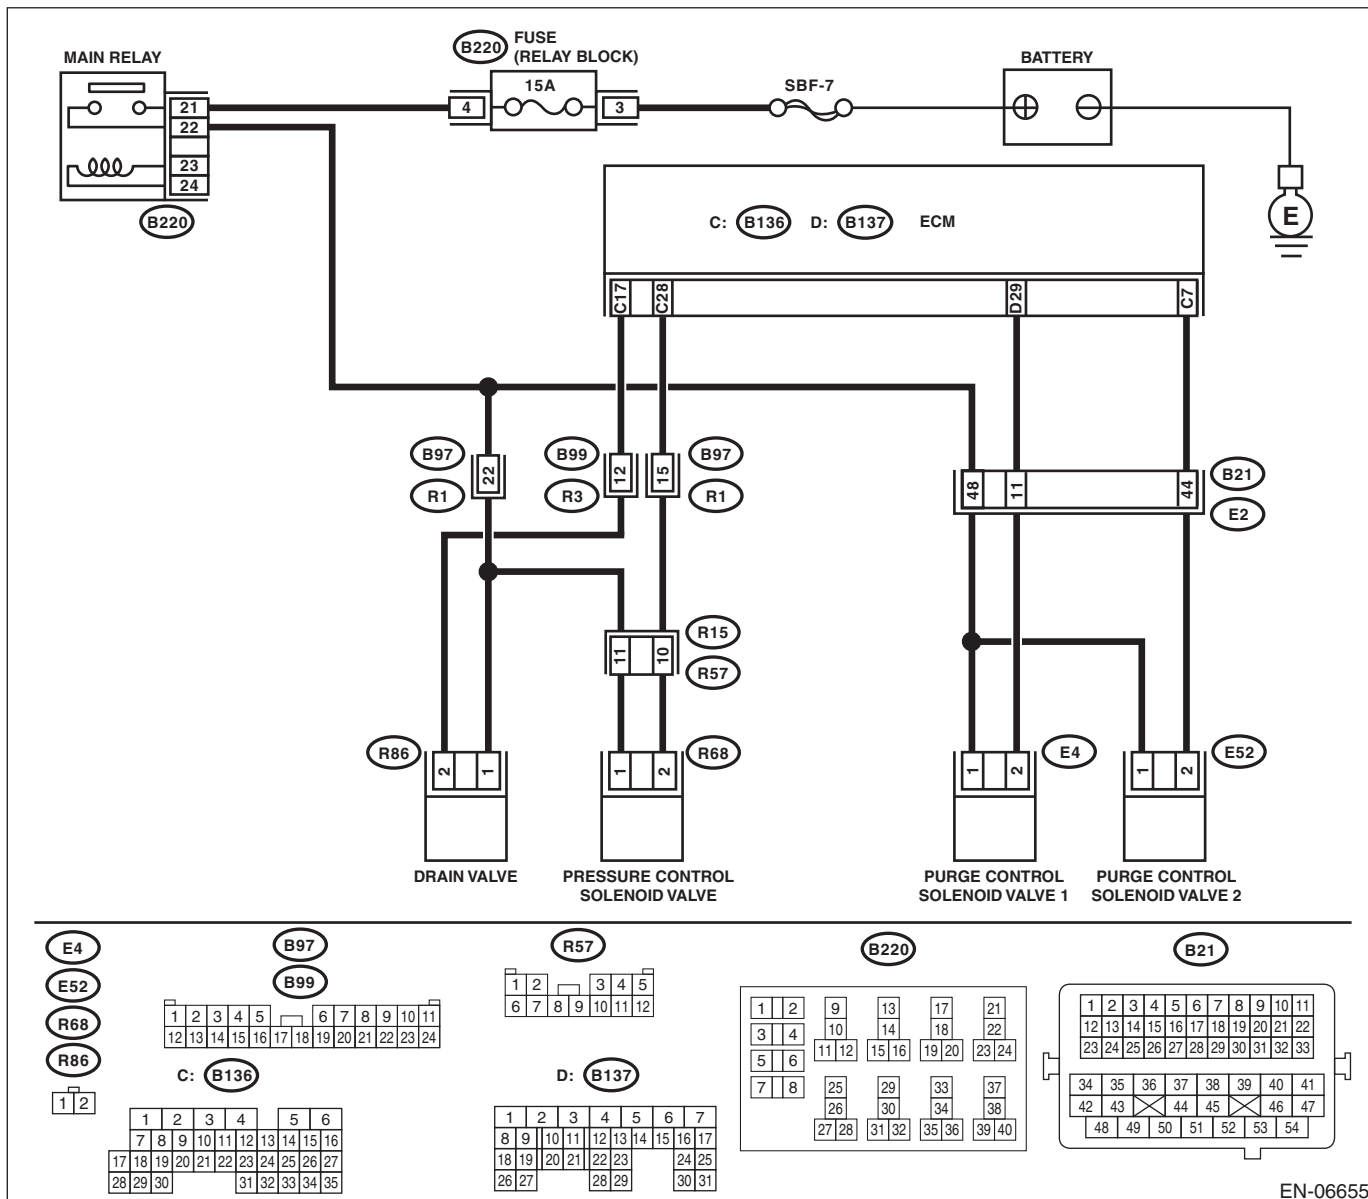 B220 FUSE
(RELAY BLOCK)
MAIN RELAY
BATTERY
15A
SBF-7
21
4
3
22
23
24
B220
E
C: B136 D: B137 ECM
C17
C28
D29
C7
B97
22
R1
B99
12
R3
15
B97
R1
48
11
44
B21
E2
R15
11
10
R57
R86
2
1
1
2
R68
1
2
E4
1
2
E52
DRAIN VALVE
PRESSURE CONTROL
SOLENOID VALVE
PURGE CONTROL
SOLENOID VALVE 1
PURGE CONTROL
SOLENOID VALVE 2
E4
E52
R68
R86
1 2
B97
B99
1 2 3 4 5 6 7 8 9 10 11
12 13 14 15 16 17 18 19 20 21 22 23 24
C: B136
1 2 3 4 5 6
7 8 9 10 11 12 13 14 15 16
17 18 19 20 21 22 23 24 25 26 27
28 29 30 31 32 33 34 35
R57
1 2 3 4 5
6 7 8 9 10 11 12
D: B137
1 2 3 4 5 6 7
8 9 10 11 12 13 14 15 16 17
18 19 20 21 22 23 24 25
26 27 28 29 30 31
B220
1 2 9 13 17 21
3 4 10 14 18 22
5 6 11 12 15 16 19 20 23 24
7 8 25 29 33 37
26 30 34 38
27 28 31 32 35 36 39 40
B21
1 2 3 4 5 6 7 8 9 10 11
12 13 14 15 16 17 18 19 20 21 22
23 24 25 26 27 28 29 30 31 32 33
34 35 36 37 38 39 40 41
42 43 44 45 46 47
48 49 50 51 52 53 54
EN-06655